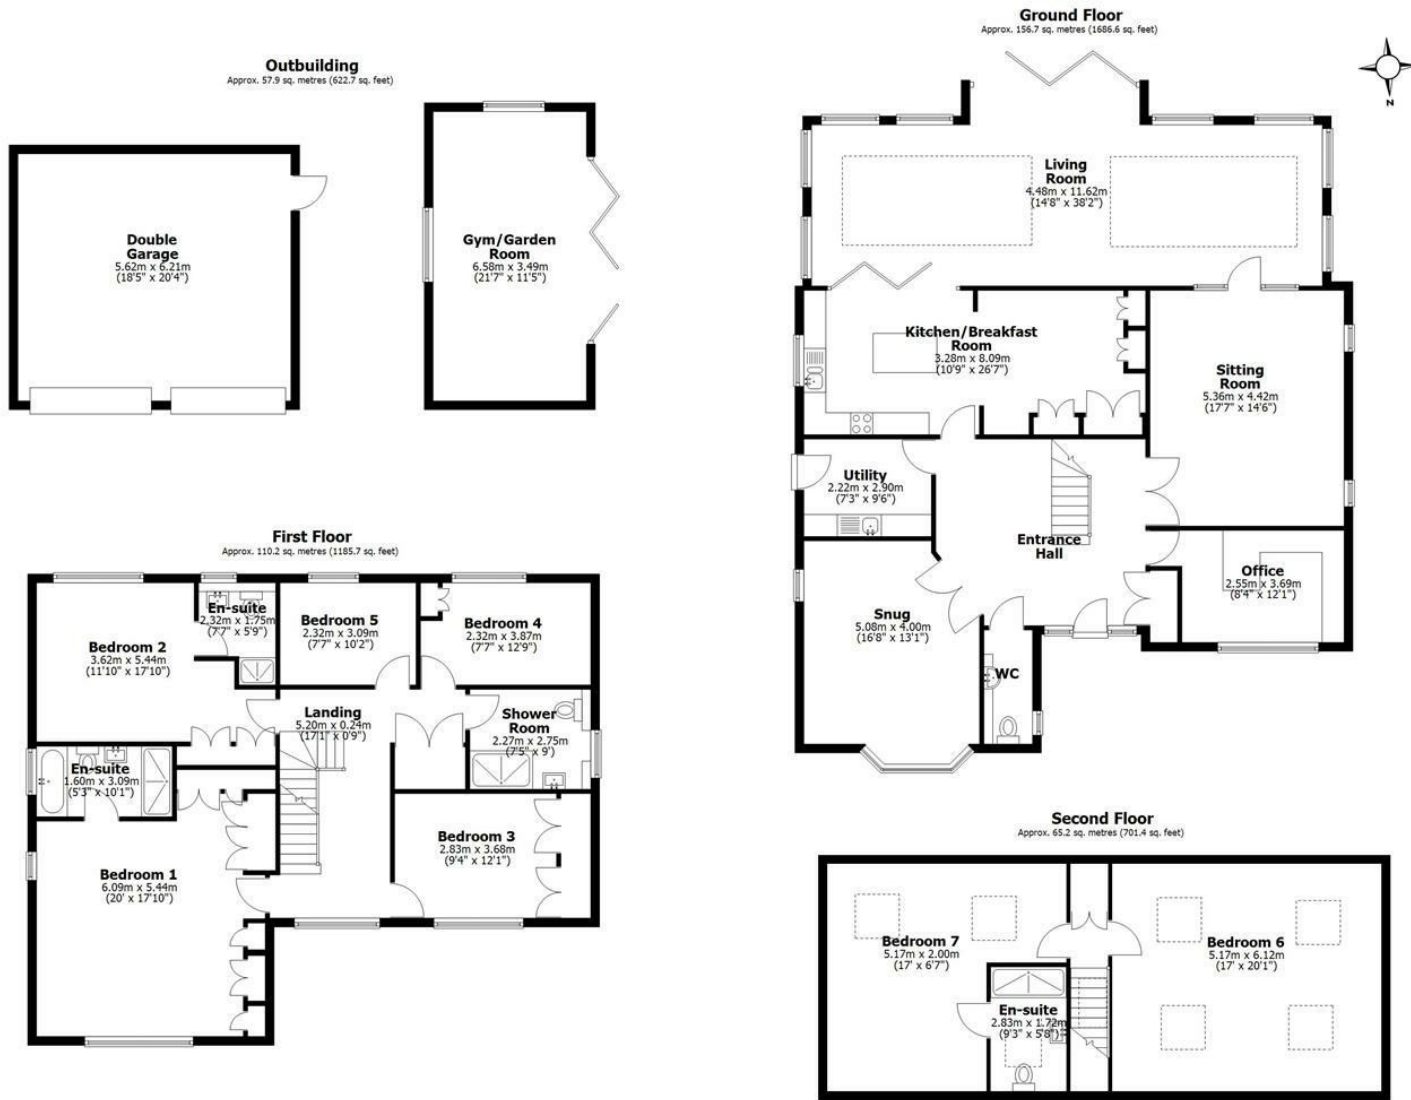 Outbuilding
Approx. 57.9 sq. metres (622.7 sq. feet)
Double
Garage
5.62m x 6.21m
(18'5" x 20'4")
Gym/Garden
Room
6.58m x 3.49m
(21'7" x 11'5")
Ground Floor
Approx. 156.7 sq. metres (1686.6 sq. feet)
N
Living
Room
4.48m x 11.62m
(14'8" x 38'2")
Kitchen/Breakfast
Room
3.28m x 8.09m
(10'9" x 26'7")
Sitting
Room
5.36m x 4.42m
(17'7" x 14'6")
Utility
2.22m x 2.90m
(7'3" x 9'6")
Entrance
Hall
Office
2.55m x 3.69m
(8'4" x 12'1")
Snug
5.08m x 4.00m
(16'8" x 13'1")
WC
First Floor
Approx. 110.2 sq. metres (1185.7 sq. feet)
En-suite
2.32m x 1.75m
(7'7" x 5'9")
Bedroom 5
2.32m x 3.09m
(7'7" x 10'2")
Bedroom 4
2.32m x 3.87m
(7'7" x 12'9")
Bedroom 2
3.62m x 5.44m
(11'10" x 17'10")
Landing
5.20m x 0.24m
(17'1" x 0'9")
Shower
Room
2.27m x 2.75m
(7'5" x 9')
En-suite
1.60m x 3.09m
(5'3" x 10'1")
Bedroom 3
2.83m x 3.68m
(9'4" x 12'1")
Bedroom 1
6.09m x 5.44m
(20' x 17'10")
Second Floor
Approx. 65.2 sq. metres (701.4 sq. feet)
Bedroom 7
5.17m x 2.00m
(17' x 6'7")
Bedroom 6
5.17m x 6.12m
(17' x 20'1")
En-suite
2.83m x 1.72m
(9'3" x 5'8")